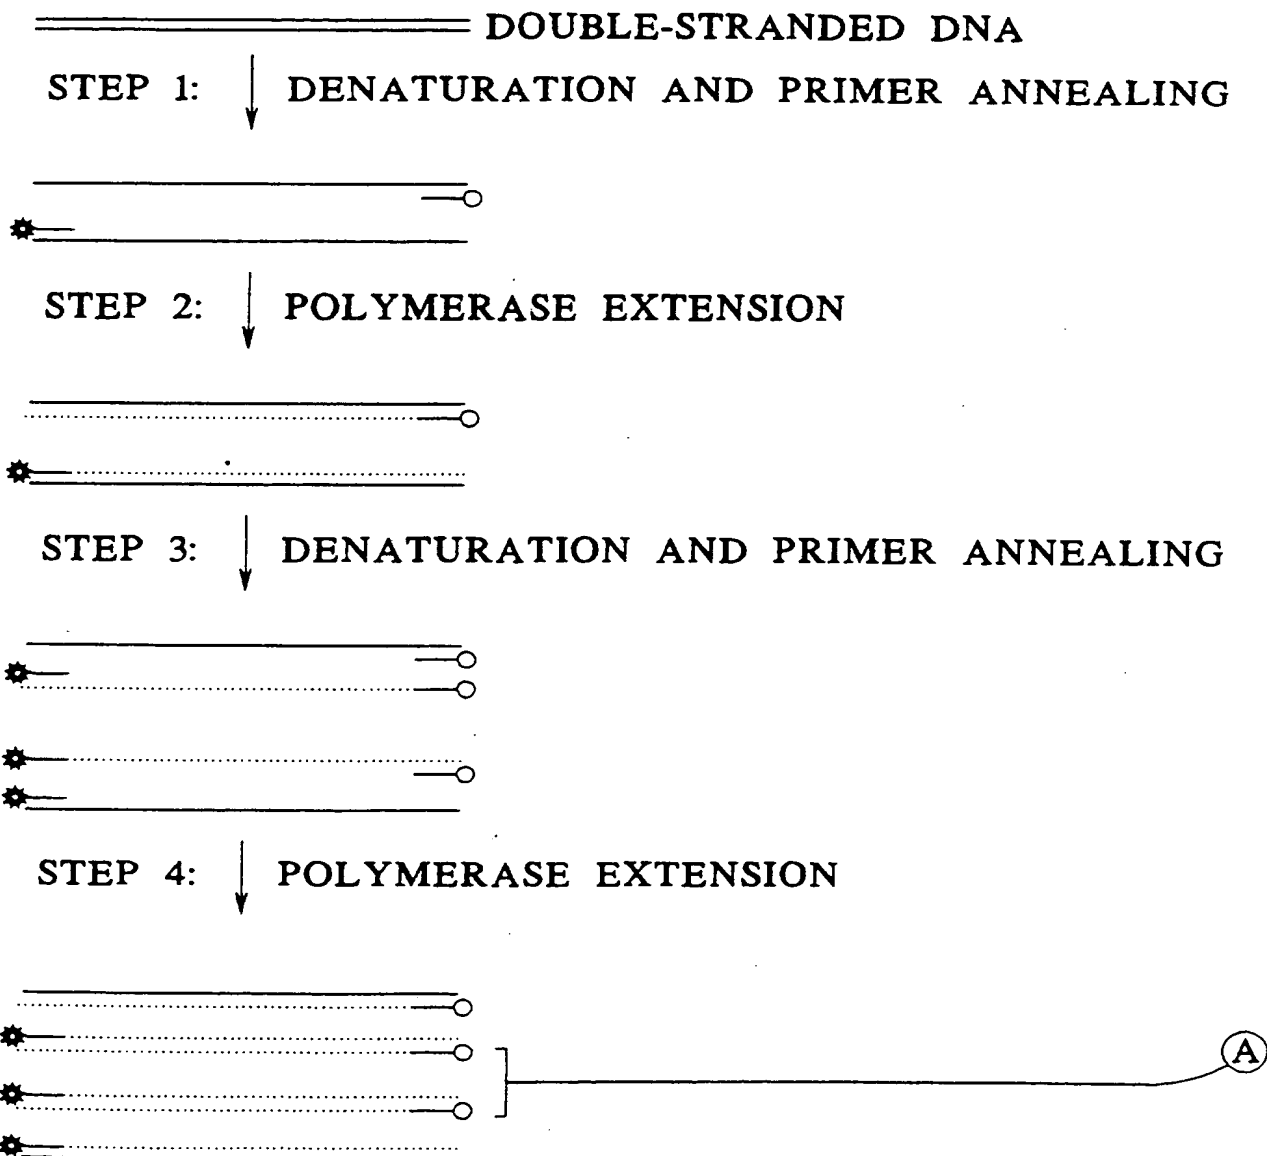 DOUBLE-STRANDED DNA
STEP 1: DENATURATION AND PRIMER ANNEALING
STEP 2: POLYMERASE EXTENSION
STEP 3: DENATURATION AND PRIMER ANNEALING
STEP 4: POLYMERASE EXTENSION
A